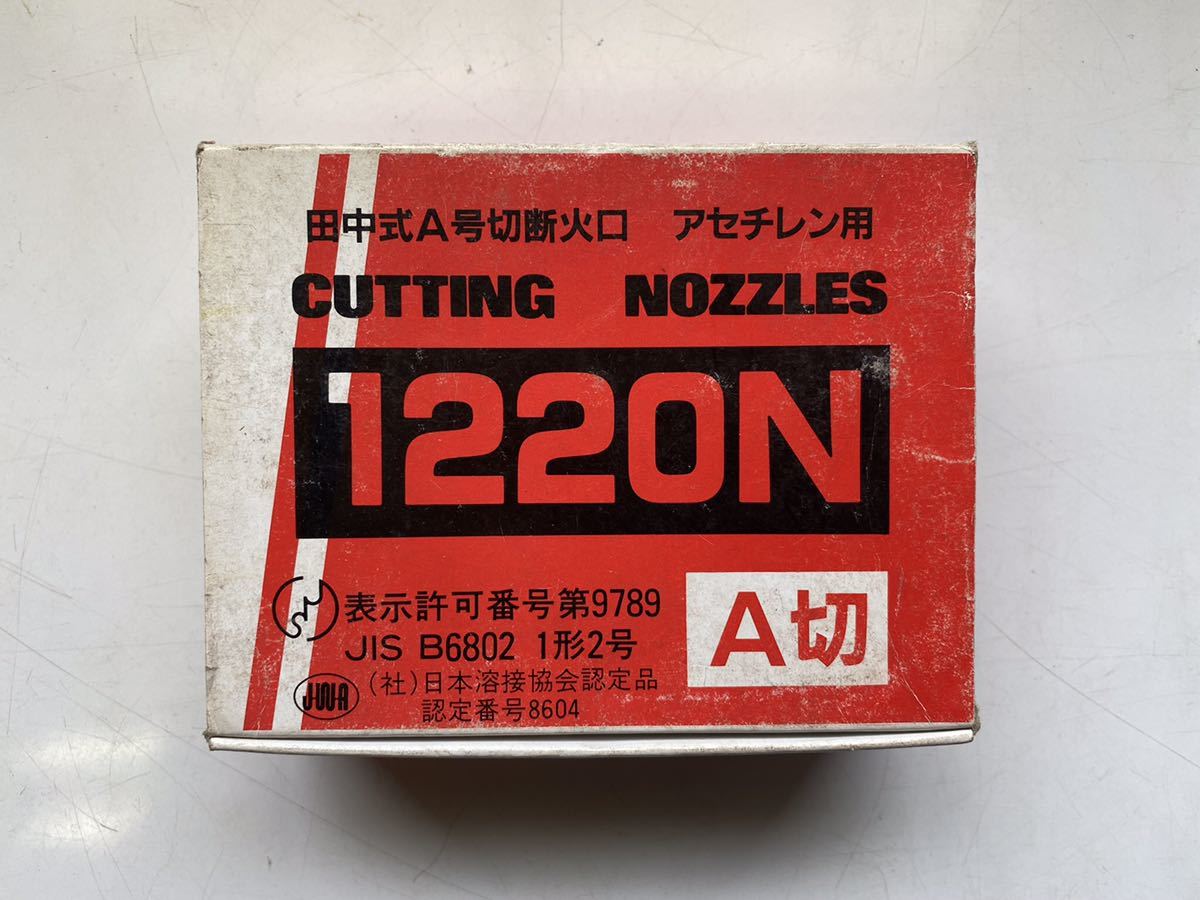 田中式A号切断火口 アセチレン用
CUTTING NOZZLES
1220N
表示許可番号第9789
JIS B6802 1形2号
A切
JWA (社)日本溶接協会認定品
認定番号8604